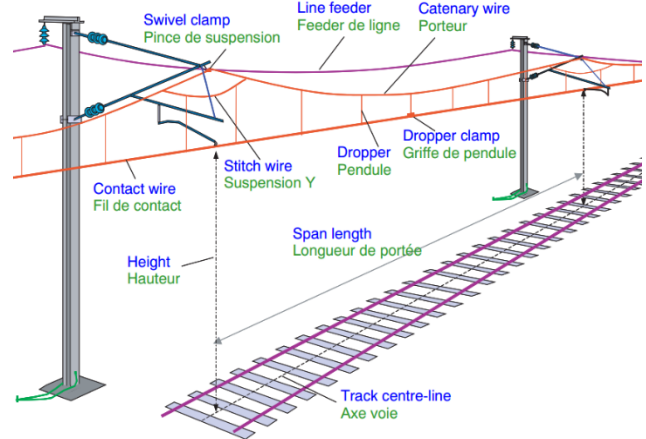 Swivel clamp
Pince de suspension
Line feeder
Feeder de ligne
Catenary wire
Porteur
Dropper clamp
Griffe de pendule
Dropper
Pendule
Stitch wire
Suspension Y
Contact wire
Fil de contact
Span length
Longueur de portée
Height
Hauteur
Track centre-line
Axe voie